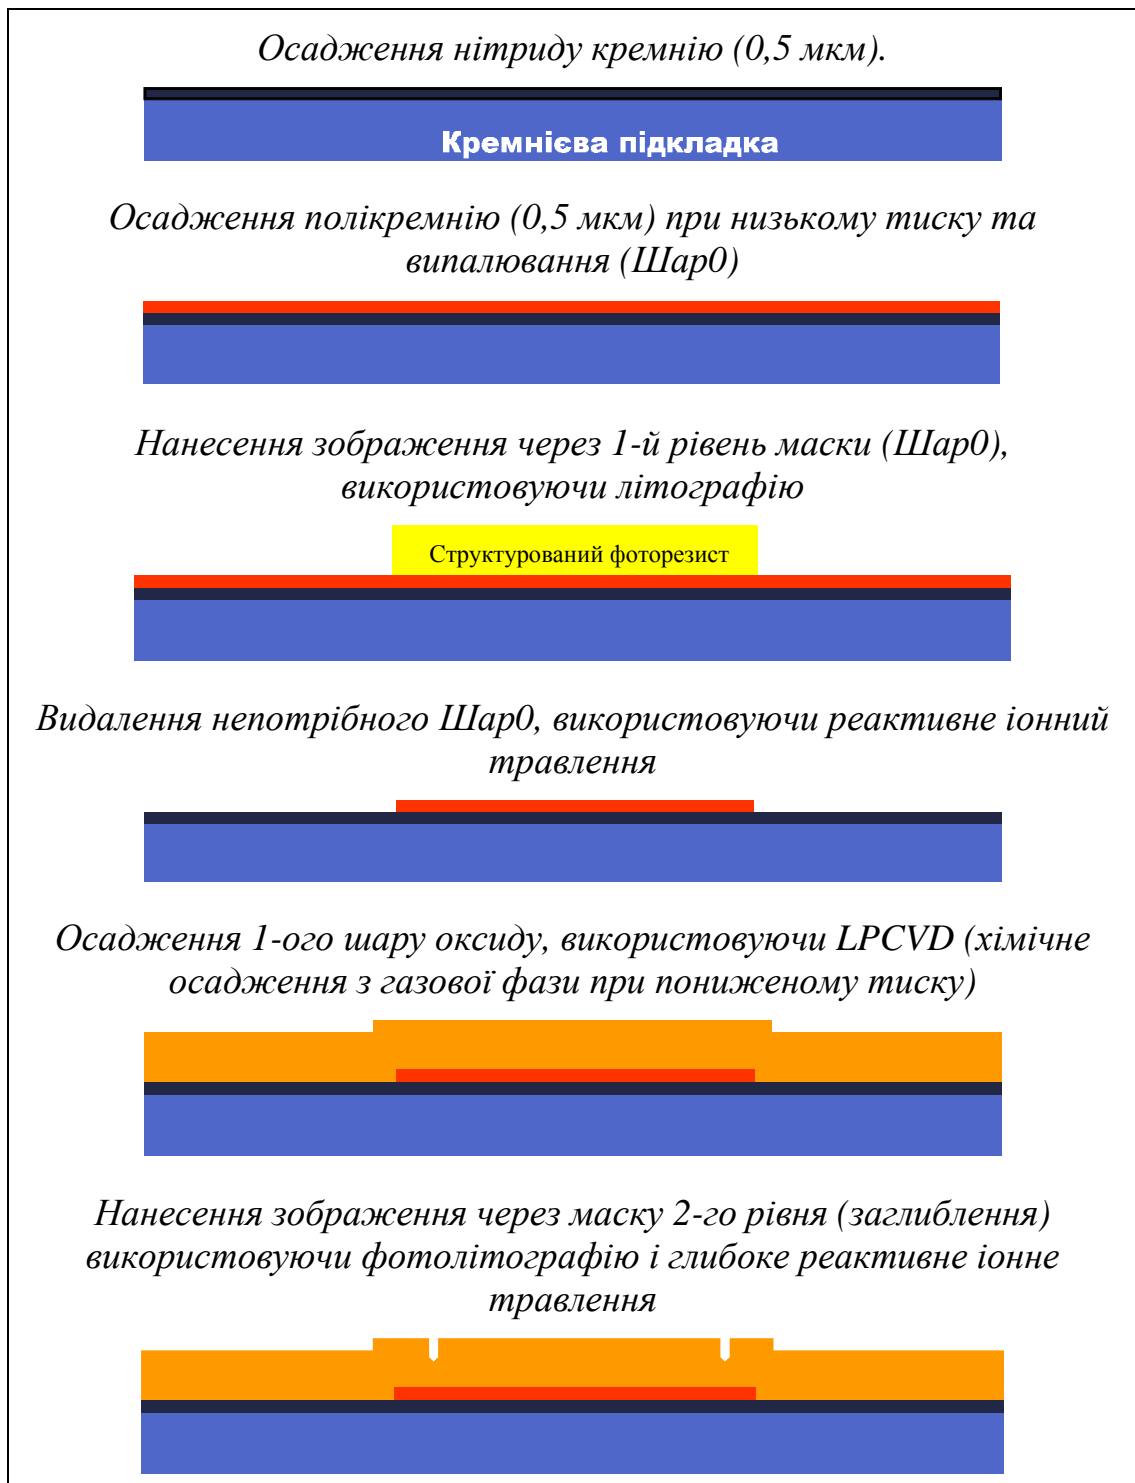 Осадження нітриду кремнію (0,5 мкм).
Кремнієва підкладка
Осадження полікремнію (0,5 мкм) при низькому тиску та
випалювання (Шар0)
Нанесення зображення через 1-й рівень маски (Шар0),
використовуючи літографію
Структурований фоторезист
Видалення непотрібного Шар0, використовуючи реактивне іонний
травлення
Осадження 1-ого шару оксиду, використовуючи LPCVD (хімічне
осадження з газової фази при пониженому тиску)
Нанесення зображення через маску 2-го рівня (заглиблення)
використовуючи фотолітографію і глибоке реактивне іонне
травлення